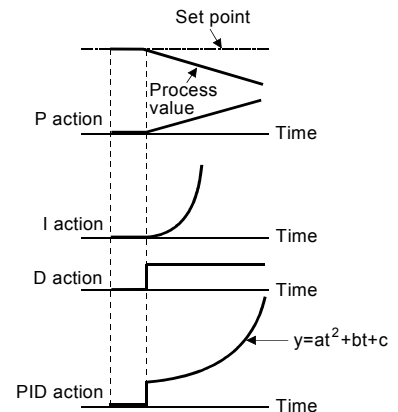 Set point
Process
value
P action
Time
I action
Time
D action
Time
y=at²+bt+c
PID action
Time